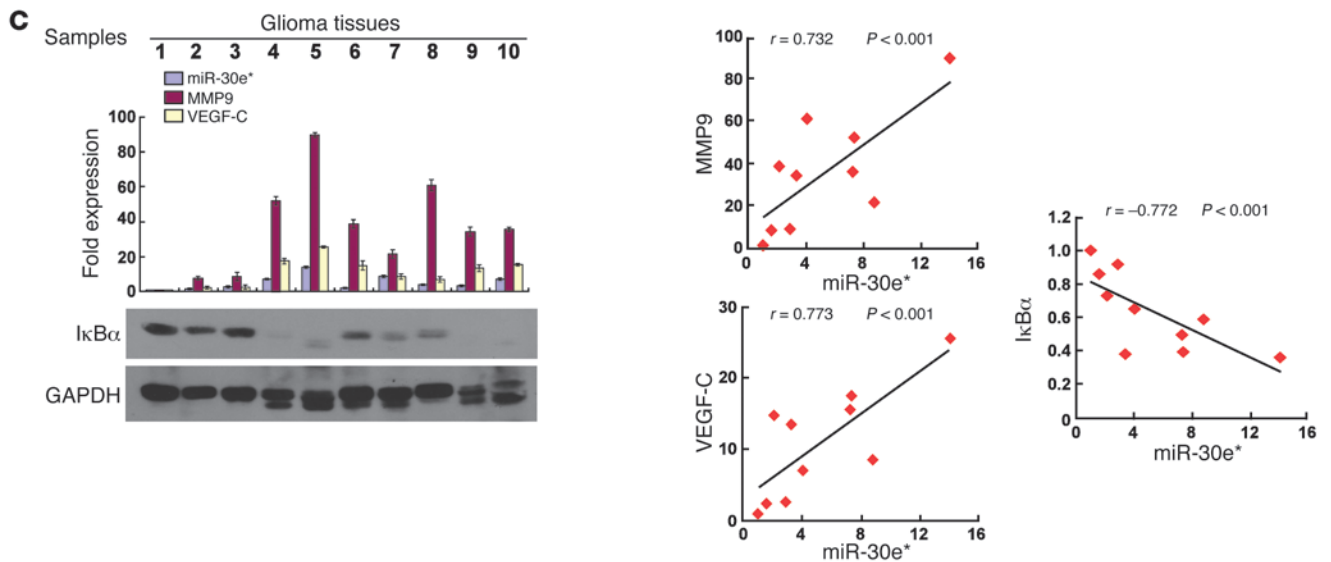 c
Glioma tissues
Samples 1 2 3 4 5 6 7 8 9 10
miR-30e*
MMP9
VEGF-C
Fold expression
100
80
60
40
20
0
IκBα
GAPDH
r = 0.732 P < 0.001
MMP9
100
80
60
40
20
0
0 4 8 12 16
miR-30e*
r = 0.773 P < 0.001
VEGF-C
30
20
10
0
0 4 8 12 16
miR-30e*
r = –0.772 P < 0.001
IκBα
1.2
1.0
0.8
0.6
0.4
0.2
0
0 4 8 12 16
miR-30e*